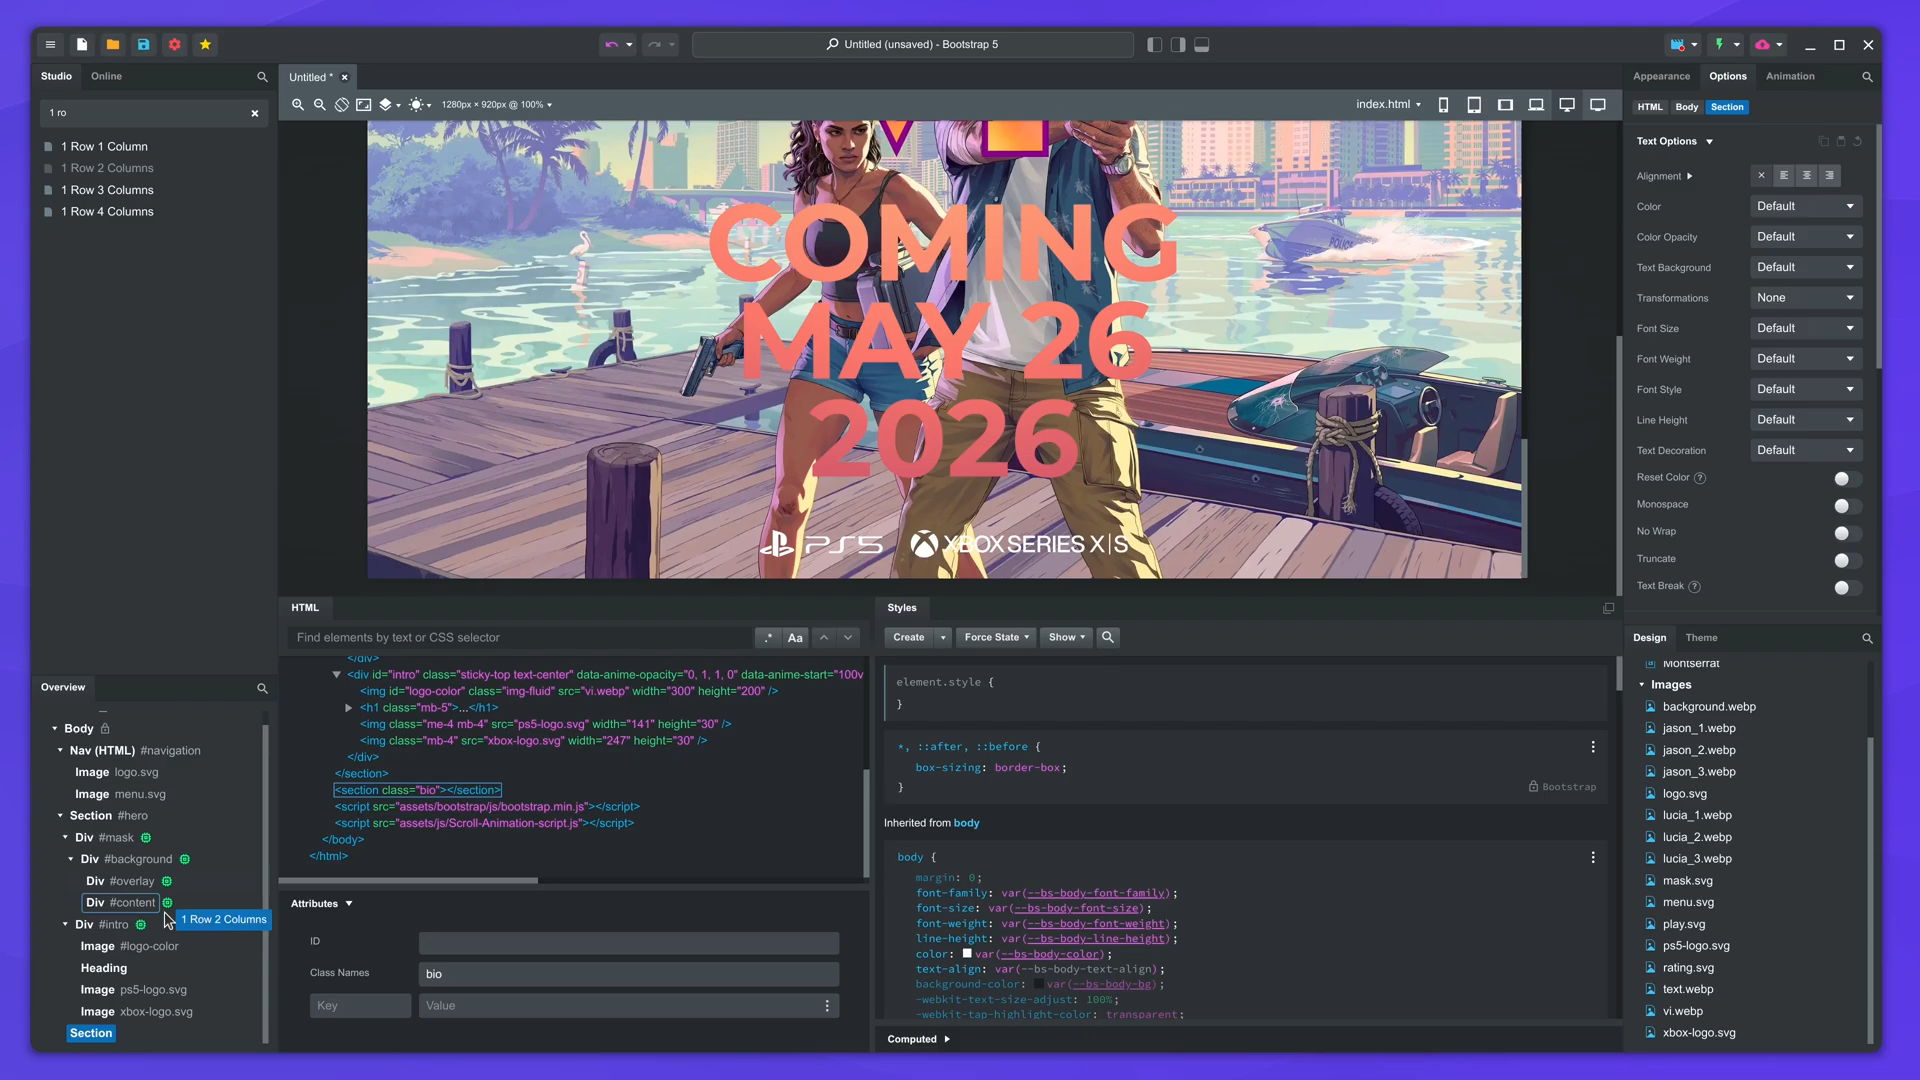 Untitled (unsaved) - Bootstrap 5
Studio
Online
1 ro
1 Row 1 Column
1 Row 2 Columns
1 Row 3 Columns
1 Row 4 Columns
Untitled *
1280px × 920px @ 100%
index.html
COMING
MAY 26
2026
PS5
XBOX SERIES X|S
POLICE
Appearance
Options
Animation
HTML
Body
Section
Text Options
Alignment
Color
Default
Color Opacity
Default
Text Background
Default
Transformations
None
Font Size
Default
Font Weight
Default
Font Style
Default
Line Height
Default
Text Decoration
Default
Reset Color
Monospace
No Wrap
Truncate
Text Break
Overview
Body
Nav (HTML) #navigation
Image logo.svg
Image menu.svg
Section #hero
Div #mask
Div #background
Div #overlay
Div #content
1 Row 2 Columns
Div #intro
Image #logo-color
Heading
Image ps5-logo.svg
Image xbox-logo.svg
Section
HTML
Find elements by text or CSS selector
.*
Aa
</div>
<div id="intro" class="sticky-top text-center" data-anime-opacity="0, 1, 1, 0" data-anime-start="100v
<img id="logo-color" class="img-fluid" src="vi.webp" width="300" height="200" />
<h1 class="mb-5">...</h1>
<img class="me-4 mb-4" src="ps5-logo.svg" width="141" height="30" />
<img class="mb-4" src="xbox-logo.svg" width="247" height="30" />
</div>
</section>
<section class="bio"></section>
<script src="assets/bootstrap/js/bootstrap.min.js"></script>
<script src="assets/js/Scroll-Animation-script.js"></script>
</body>
</html>
Attributes
ID
Class Names
bio
Key
Value
Styles
Create
Force State
Show
element.style {
}
*, ::after, ::before {
box-sizing: border-box;
}
Bootstrap
Inherited from body
body {
margin: 0;
font-family: var(--bs-body-font-family);
font-size: var(--bs-body-font-size);
font-weight: var(--bs-body-font-weight);
line-height: var(--bs-body-line-height);
color: var(--bs-body-color);
text-align: var(--bs-body-text-align);
background-color: var(--bs-body-bg);
-webkit-text-size-adjust: 100%;
-webkit-tap-highlight-color: transparent;
Computed
Design
Theme
Montserrat
Images
background.webp
jason_1.webp
jason_2.webp
jason_3.webp
logo.svg
lucia_1.webp
lucia_2.webp
lucia_3.webp
mask.svg
menu.svg
play.svg
ps5-logo.svg
rating.svg
text.webp
vi.webp
xbox-logo.svg